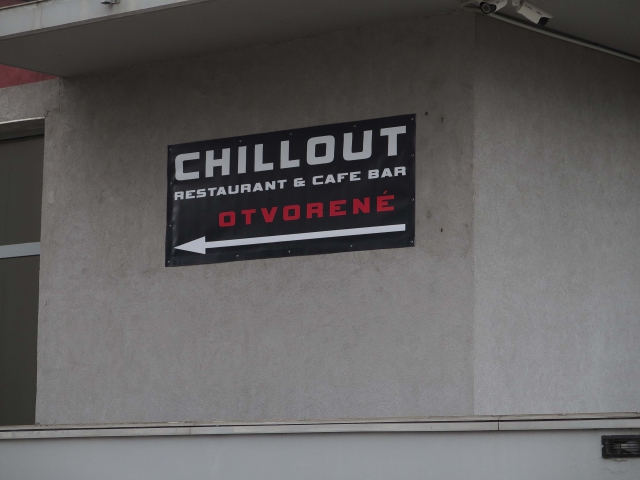 CHILLOUT
RESTAURANT & CAFE BAR
OTVORENÉ